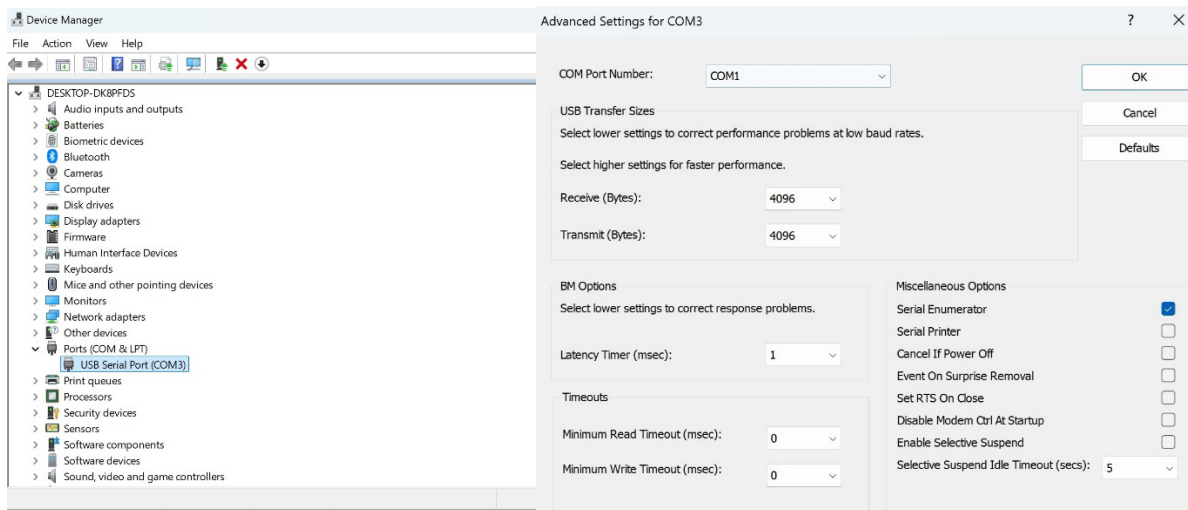 Device Manager
File Action View Help
DESKTOP-DK8PFDS
Audio inputs and outputs
Batteries
Biometric devices
Bluetooth
Cameras
Computer
Disk drives
Display adapters
Firmware
Human Interface Devices
Keyboards
Mice and other pointing devices
Monitors
Network adapters
Other devices
Ports (COM & LPT)
USB Serial Port (COM3)
Print queues
Processors
Security devices
Sensors
Software components
Software devices
Sound, video and game controllers
Advanced Settings for COM3
COM Port Number: COM1
OK
Cancel
Defaults
USB Transfer Sizes
Select lower settings to correct performance problems at low baud rates.
Select higher settings for faster performance.
Receive (Bytes): 4096
Transmit (Bytes): 4096
BM Options
Select lower settings to correct response problems.
Latency Timer (msec): 1
Timeouts
Minimum Read Timeout (msec): 0
Minimum Write Timeout (msec): 0
Miscellaneous Options
Serial Enumerator
Serial Printer
Cancel If Power Off
Event On Surprise Removal
Set RTS On Close
Disable Modem Ctrl At Startup
Enable Selective Suspend
Selective Suspend Idle Timeout (secs): 5